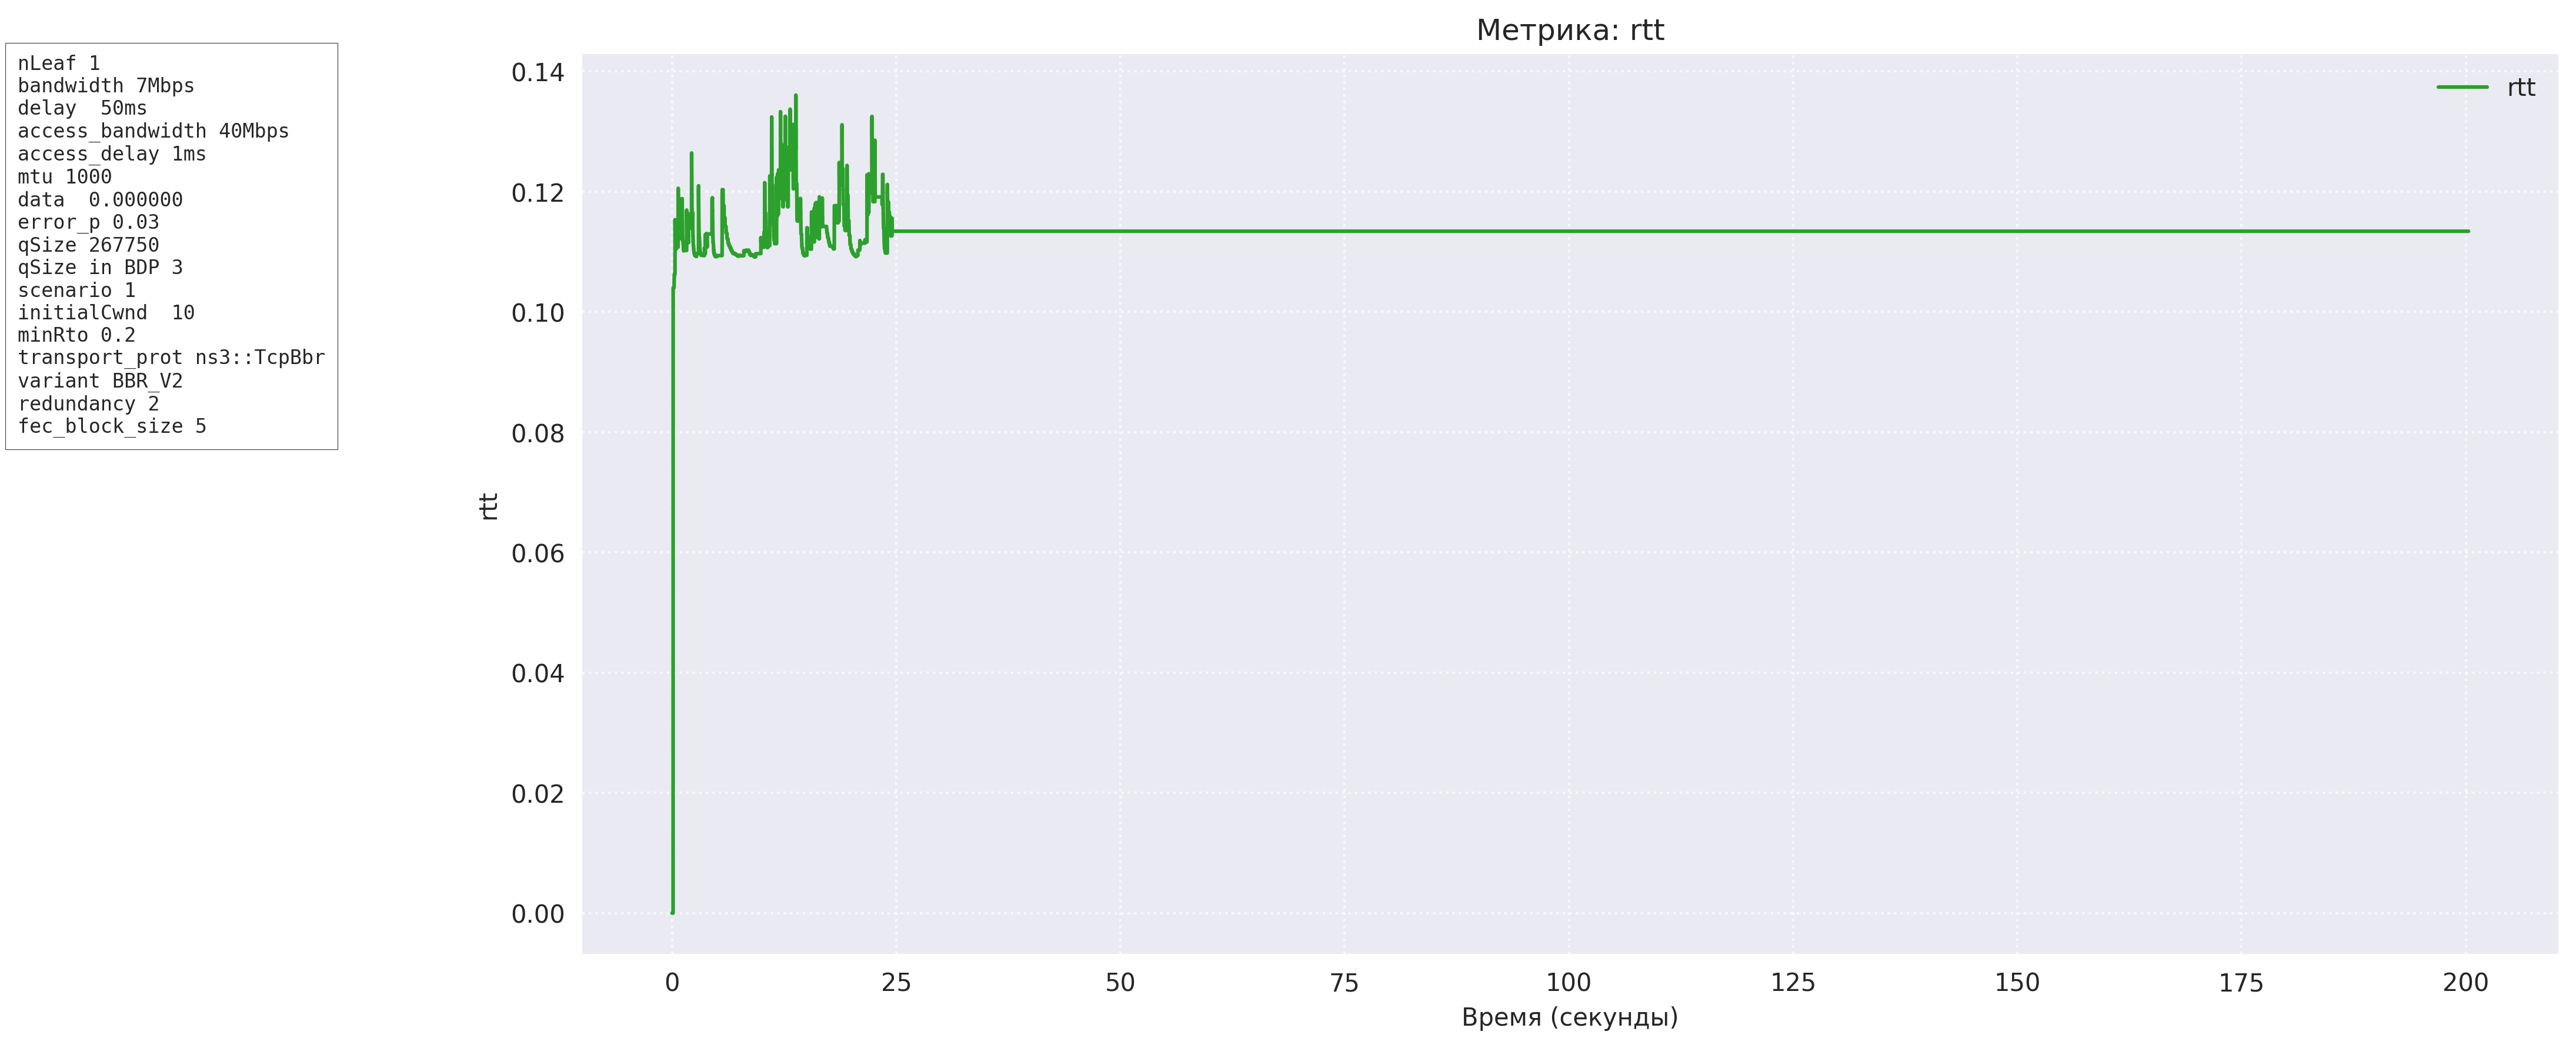 Метрика: rtt
nLeaf 1
bandwidth 7Mbps
delay  50ms
access_bandwidth 40Mbps
access_delay 1ms
mtu 1000
data  0.000000
error_p 0.03
qSize 267750
qSize in BDP 3
scenario 1
initialCwnd  10
minRto 0.2
transport_prot ns3::TcpBbr
variant BBR_V2
redundancy 2
fec_block_size 5
rtt
0.14
0.12
0.10
0.08
0.06
0.04
0.02
0.00
rtt
0 25 50 75 100 125 150 175 200
Время (секунды)